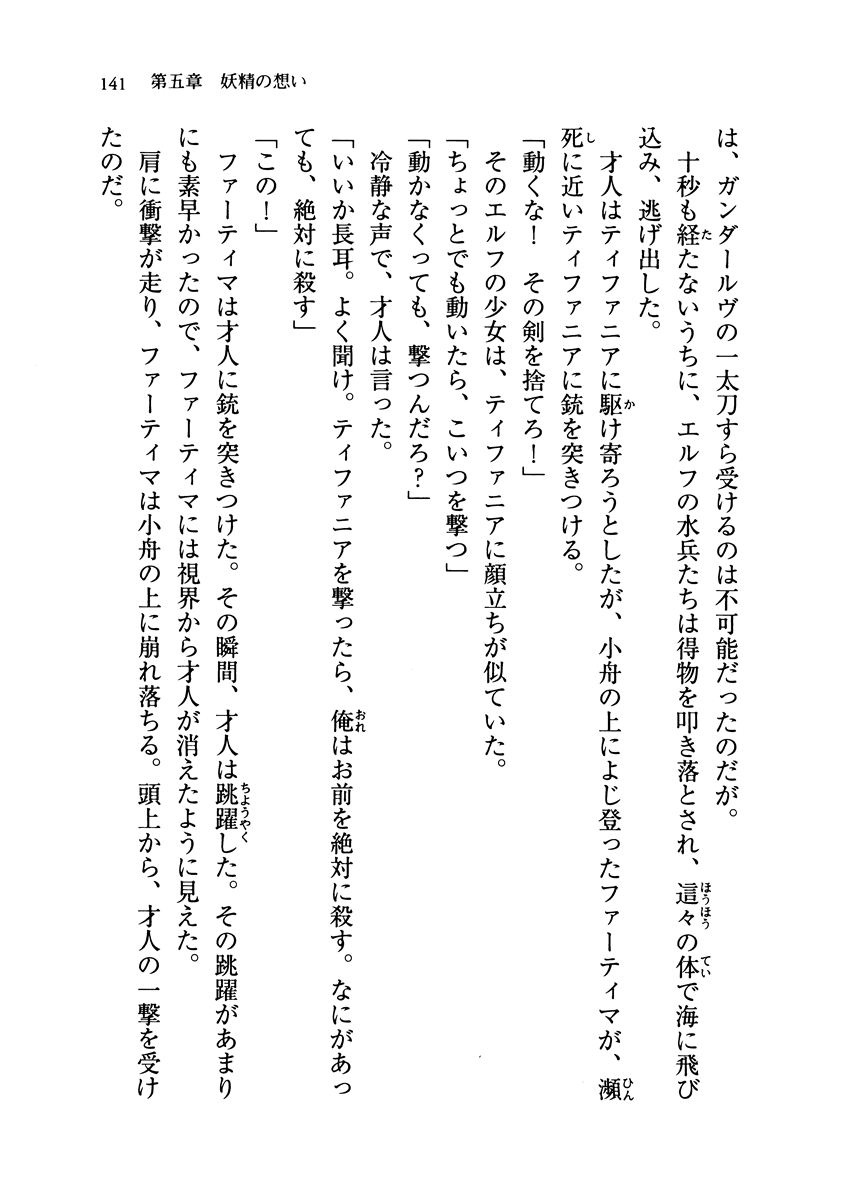 141　第五章　妖精の想い
は、ガンダールヴの一太刀すら受けるのは不可能だったのだが。
　十秒も経たないうちに、エルフの水兵たちは得物を叩き落とされ、這々の体で海に飛び
込み、逃げ出した。
　才人はティファニアに駆け寄ろうとしたが、小舟の上によじ登ったファーティマが、瀕
死に近いティファニアに銃を突きつける。
「動くな！　その剣を捨てろ！」
　そのエルフの少女は、ティファニアに顔立ちが似ていた。
「ちょっとでも動いたら、こいつを撃つ」
「動かなくっても、撃つんだろ？」
　冷静な声で、才人は言った。
「いいか長耳。よく聞け。ティファニアを撃ったら、俺はお前を絶対に殺す。なにがあっ
ても、絶対に殺す」
「この！」
　ファーティマは才人に銃を突きつけた。その瞬間、才人は跳躍した。その跳躍があまり
にも素早かったので、ファーティマには視界から才人が消えたように見えた。
　肩に衝撃が走り、ファーティマは小舟の上に崩れ落ちる。頭上から、才人の一撃を受け
たのだ。